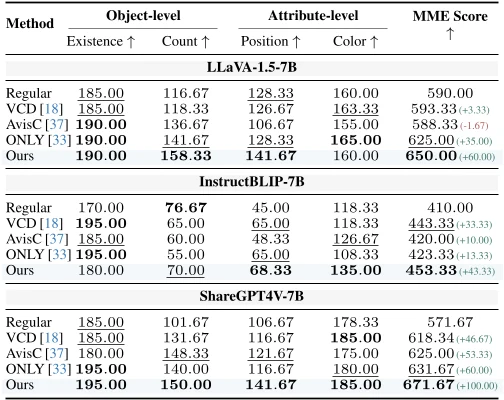 Method Object-level Attribute-level MME Score ↑
Existence ↑ Count ↑ Position ↑ Color ↑
LLaVA-1.5-7B
Regular 185.00 116.67 128.33 160.00 590.00
VCD [18] 185.00 118.33 126.67 163.33 593.33 (+3.33)
AvisC [37] 190.00 136.67 106.67 155.00 588.33 (-1.67)
ONLY [33] 190.00 141.67 128.33 165.00 625.00 (+35.00)
Ours 190.00 158.33 141.67 160.00 650.00 (+60.00)
InstructBLIP-7B
Regular 170.00 76.67 45.00 118.33 410.00
VCD [18] 195.00 65.00 65.00 118.33 443.33 (+33.33)
AvisC [37] 185.00 60.00 48.33 126.67 420.00 (+10.00)
ONLY [33] 195.00 55.00 65.00 108.33 423.33 (+13.33)
Ours 180.00 70.00 68.33 135.00 453.33 (+43.33)
ShareGPT4V-7B
Regular 185.00 101.67 106.67 178.33 571.67
VCD [18] 185.00 131.67 116.67 185.00 618.34 (+46.67)
AvisC [37] 180.00 148.33 121.67 175.00 625.00 (+53.33)
ONLY [33] 195.00 140.00 116.67 180.00 631.67 (+60.00)
Ours 195.00 150.00 141.67 185.00 671.67 (+100.00)